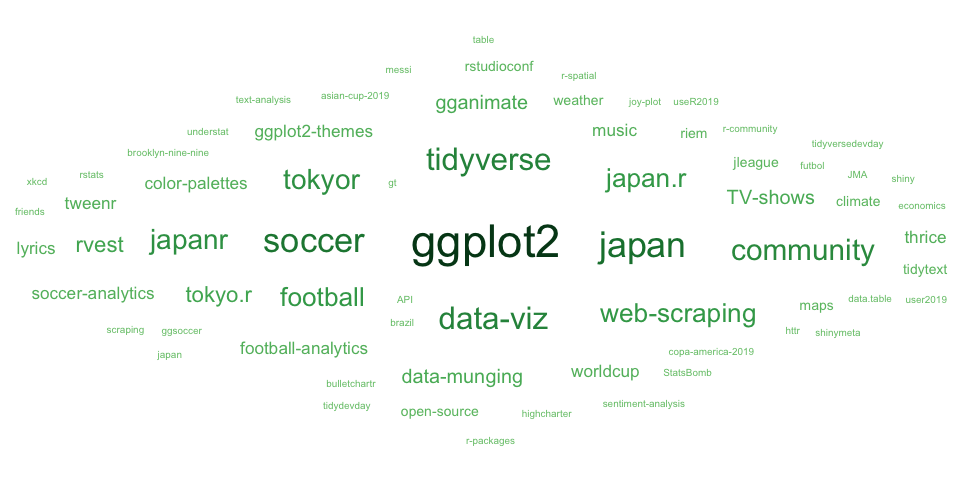 table
messi
rstudioconf
r-spatial
text-analysis
asian-cup-2019
gganimate
weather
joy-plot
useR2019
understat
ggplot2-themes
music
riem
r-community
brooklyn-nine-nine
tidyverse
tidyversedevday
xkcd
rstats
color-palettes
tokyor
gt
japan.r
jleague
futbol
JMA
shiny
friends
tweenr
TV-shows
climate
economics
lyrics
rvest
japanr
soccer
ggplot2
japan
community
thrice
tidytext
soccer-analytics
tokyo.r
football
API
data-viz
web-scraping
maps
data.table
user2019
scraping
ggsoccer
brazil
httr
shinymeta
japan
football-analytics
copa-america-2019
bulletchartr
data-munging
worldcup
StatsBomb
tidydevday
open-source
highcharter
sentiment-analysis
r-packages